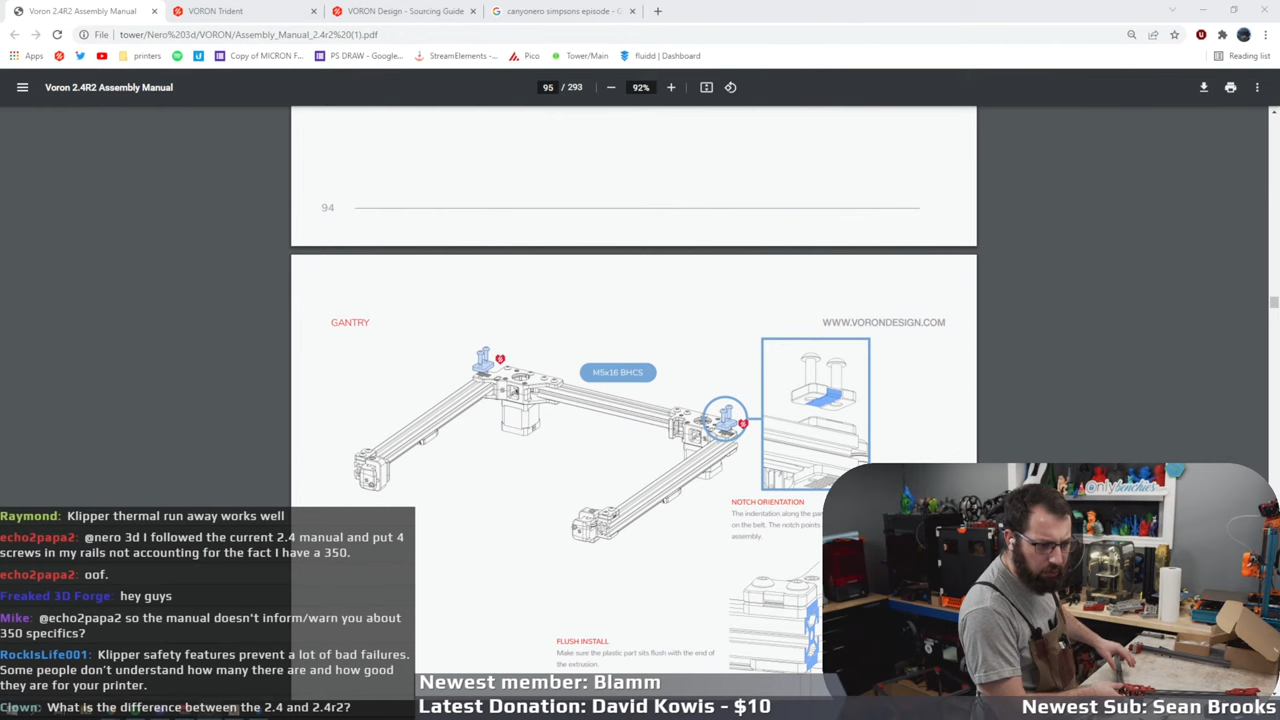 Voron 2.4R2 Assembly Manual
VORON Trident
VORON Design - Sourcing Guide
canyonero simpsons episode - G
File | tower/Nero%203d/VORON/Assembly_Manual_2.4r2%20(1).pdf
Apps
printers
Copy of MICRON F...
PS DRAW - Google...
StreamElements -...
Pico
Tower/Main
fluidd | Dashboard
Reading list
Voron 2.4R2 Assembly Manual
95 / 293
92%
94
GANTRY
WWW.VORONDESIGN.COM
M5x16 BHCS
NOTCH ORIENTATION
The indentation along the par
on the belt. The notch points
assembly.
FLUSH INSTALL
Make sure the plastic part sits flush with the end of
the extrusion.
@onlybenchies
thermal run away works well
echo2papa2: @nero 3d I followed the current 2.4 manual and put 4
screws in my rails not accounting for the fact I have a 350.
echo2papa2: oof.
Freaked 3D Forge: hey guys
Mike: @echo2papa2 so the manual doesn't inform/warn you about
350 specifics?
Klipper safety features prevent a lot of bad failures.
Some people don't understand how many there are and how good
they are for your printer.
Clown: What is the difference between the 2.4 and 2.4r2?
Newest member: Blamm
Latest Donation: David Kowis - $10
Newest Sub: Sean Brooks